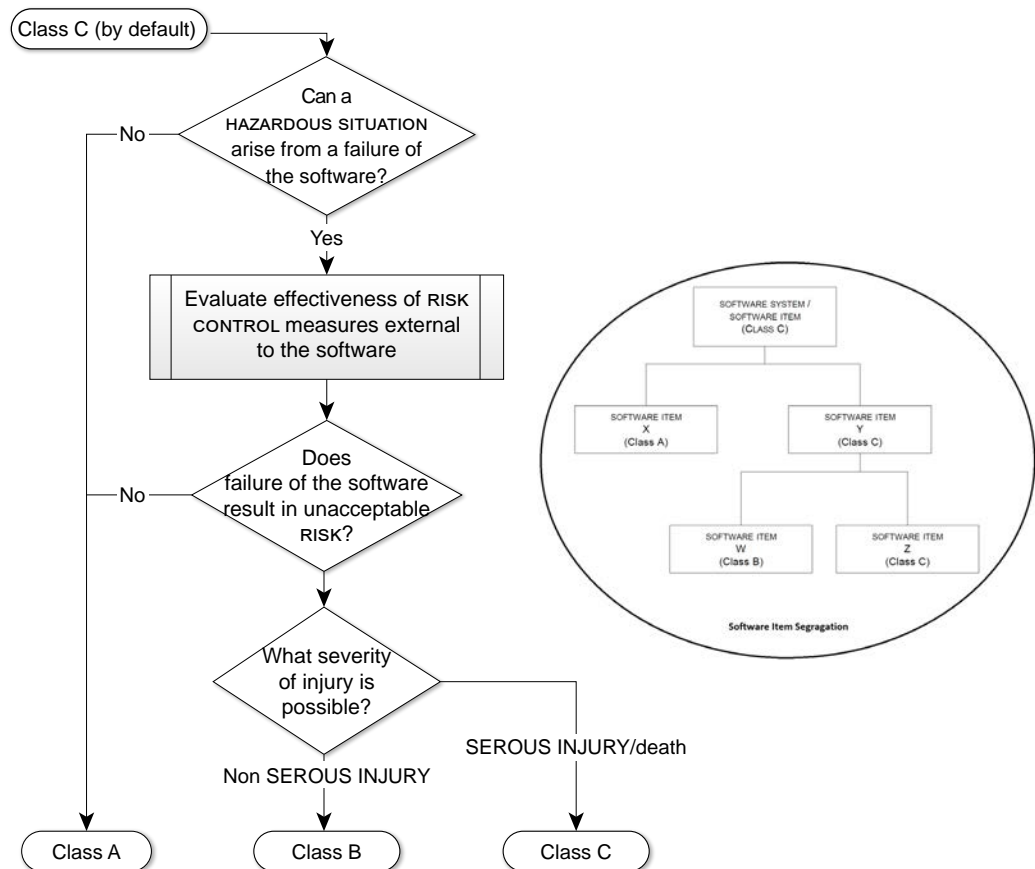 Class C (by default)
Can a
HAZARDOUS SITUATION
arise from a failure of
the software?
No
Yes
Evaluate effectiveness of RISK
CONTROL measures external
to the software
Does
failure of the software
result in unacceptable
RISK?
No
What severity
of injury is
possible?
SEROUS INJURY/death
Non SEROUS INJURY
Class A
Class B
Class C
SOFTWARE SYSTEM /
SOFTWARE ITEM
(CLASS C)
SOFTWARE ITEM
X
(Class A)
SOFTWARE ITEM
Y
(Class C)
SOFTWARE ITEM
W
(Class B)
SOFTWARE ITEM
Z
(Class C)
Software Item Segragation